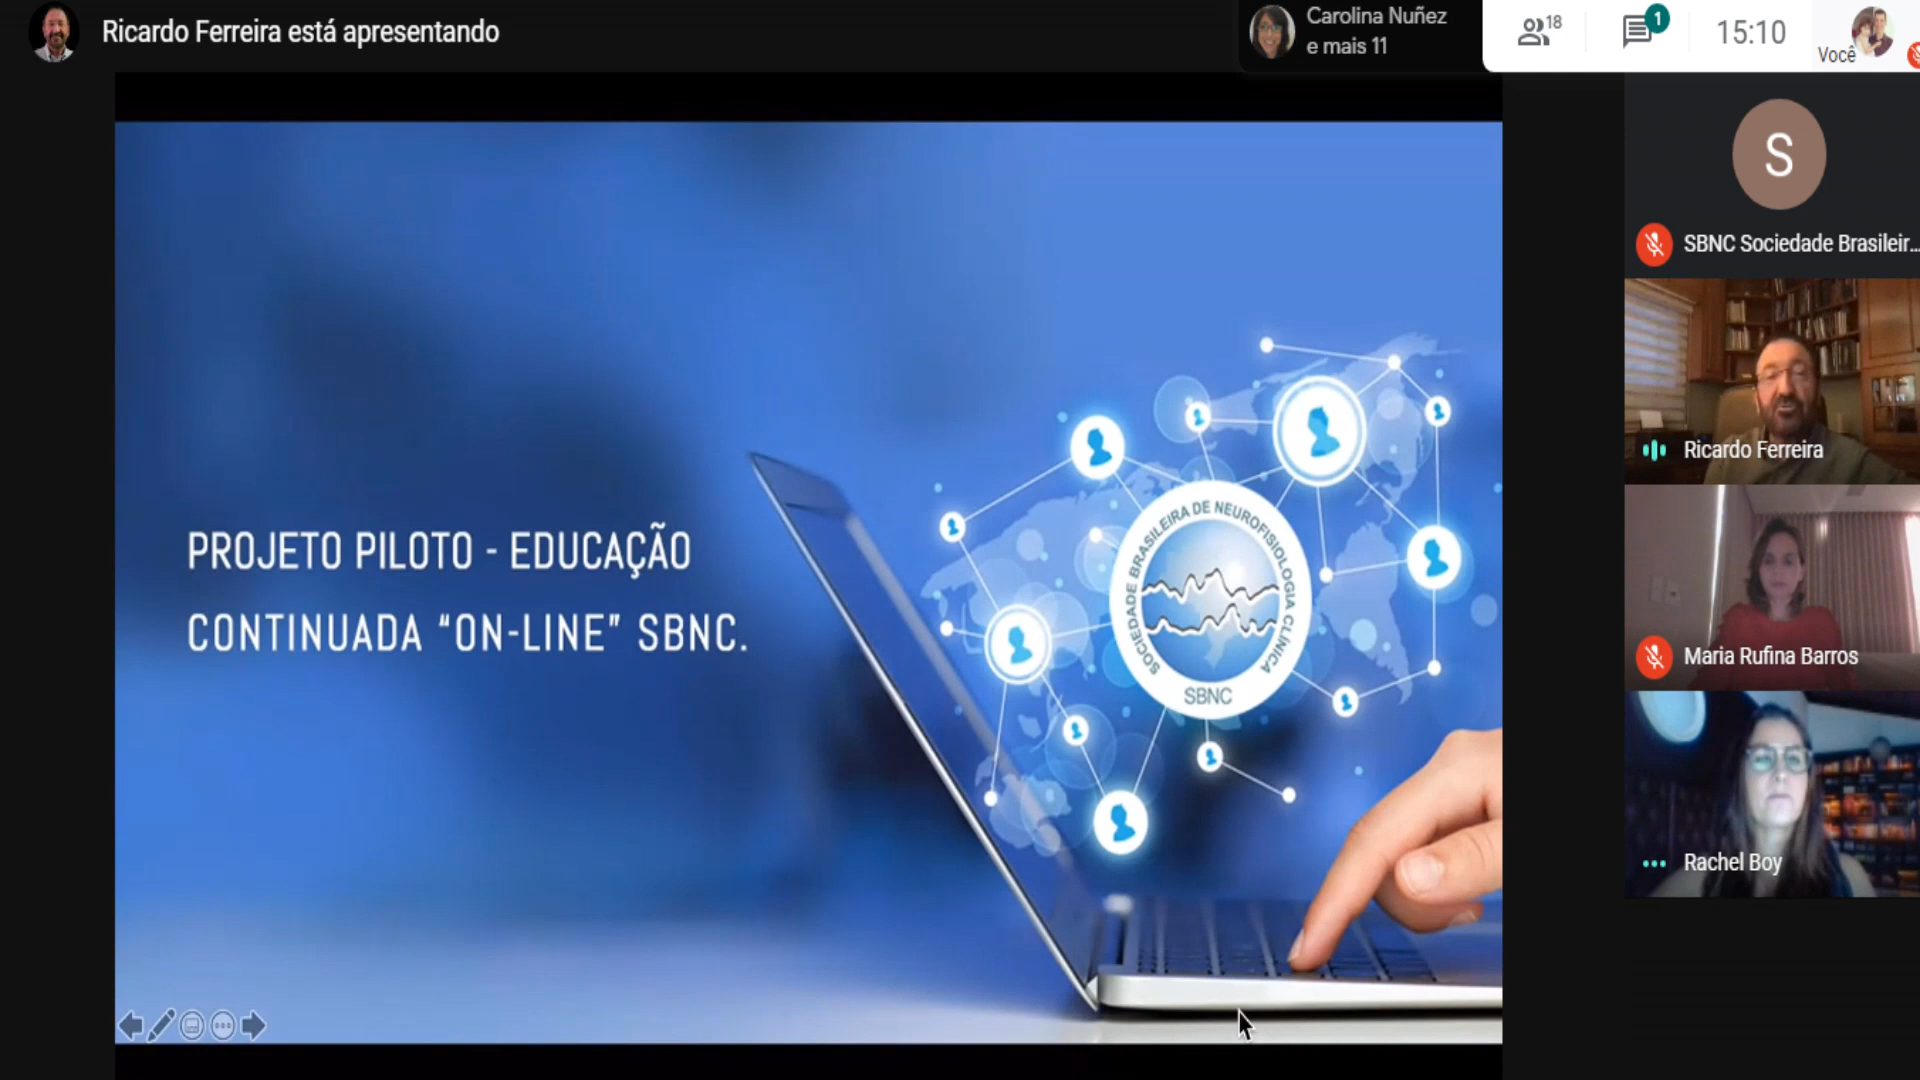 Ricardo Ferreira está apresentando
Carolina Nuñez
e mais 11
18
1
15:10
Você
S
SBNC Sociedade Brasileir...
Ricardo Ferreira
Maria Rufina Barros
Rachel Boy
PROJETO PILOTO - EDUCAÇÃO
CONTINUADA “ON-LINE” SBNC.
SOCIEDADE BRASILEIRA DE NEUROFISIOLOGIA CLÍNICA
SBNC